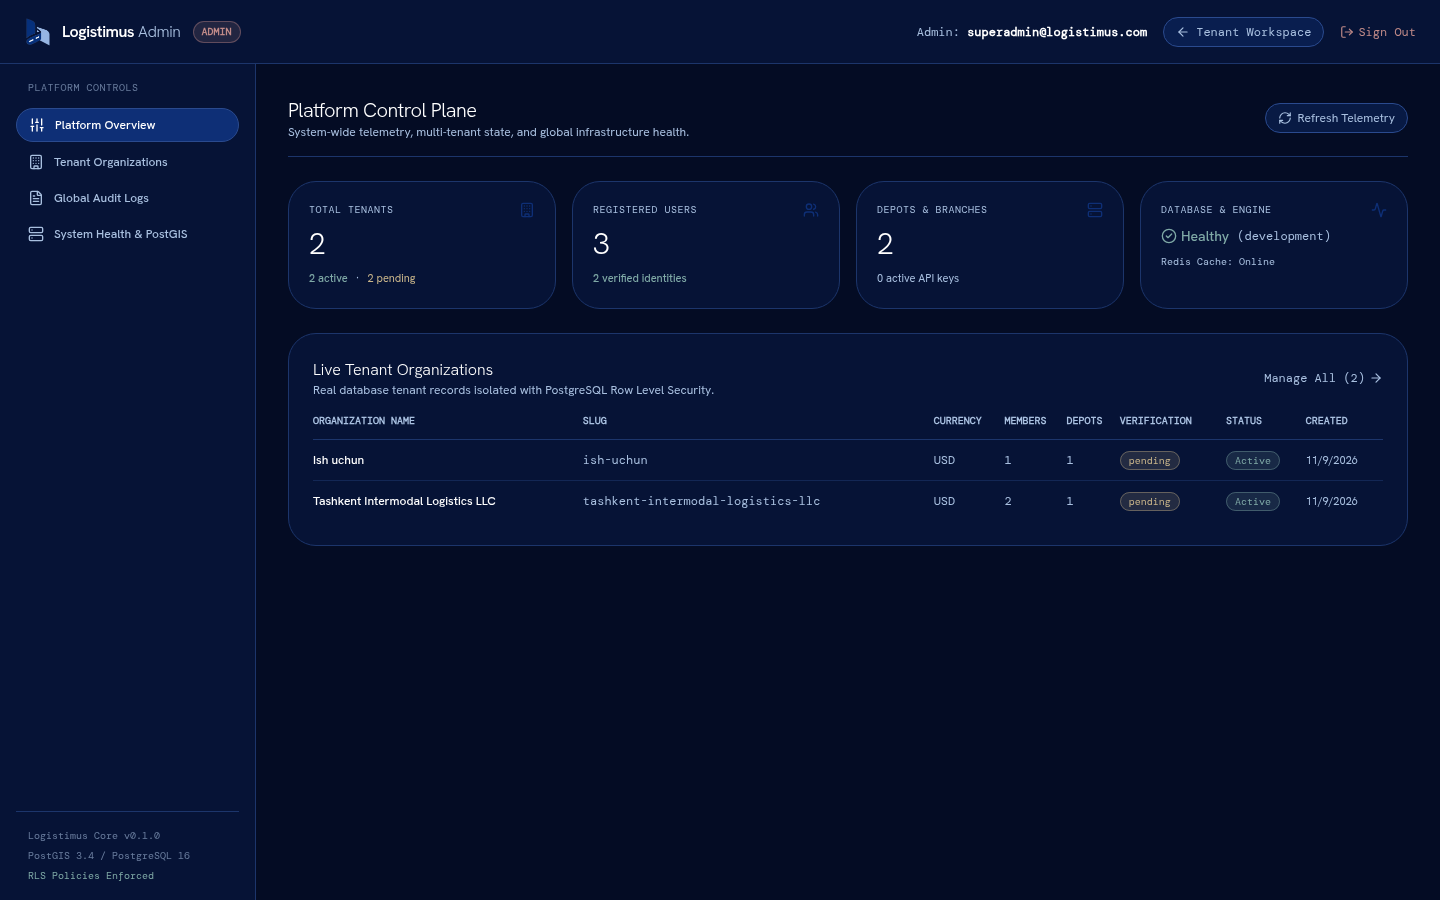 Logistimus Admin ADMIN
Admin: superadmin@logistimus.com
Tenant Workspace
Sign Out
PLATFORM CONTROLS
Platform Overview
Tenant Organizations
Global Audit Logs
System Health & PostGIS
Logistimus Core v0.1.0
PostGIS 3.4 / PostgreSQL 16
RLS Policies Enforced
Platform Control Plane
System-wide telemetry, multi-tenant state, and global infrastructure health.
Refresh Telemetry
TOTAL TENANTS
2
2 active · 2 pending
REGISTERED USERS
3
2 verified identities
DEPOTS & BRANCHES
2
0 active API keys
DATABASE & ENGINE
Healthy (development)
Redis Cache: Online
Live Tenant Organizations
Real database tenant records isolated with PostgreSQL Row Level Security.
Manage All (2)
ORGANIZATION NAME SLUG CURRENCY MEMBERS DEPOTS VERIFICATION STATUS CREATED
Ish uchun ish-uchun USD 1 1 pending Active 11/9/2026
Tashkent Intermodal Logistics LLC tashkent-intermodal-logistics-llc USD 2 1 pending Active 11/9/2026